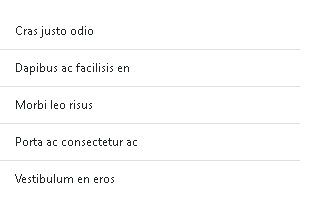 Cras justo odio
Dapibus ac facilisis en
Morbi leo risus
Porta ac consectetur ac
Vestibulum en eros